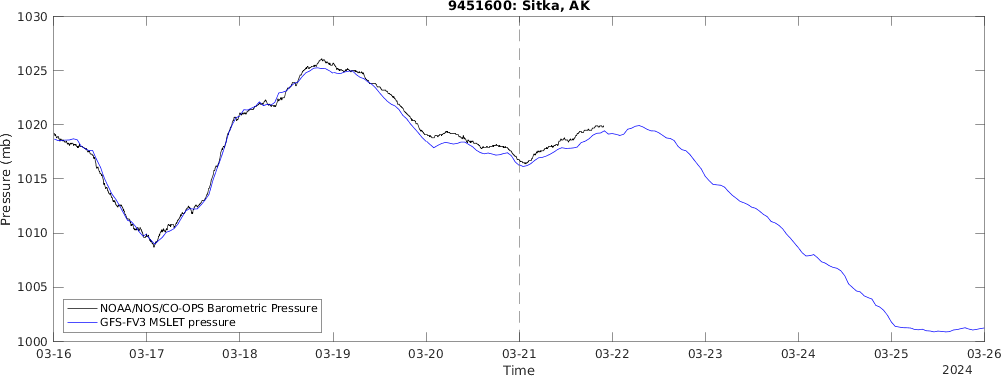 9451600: Sitka, AK
Pressure (mb)
1030
1025
1020
1015
1010
1005
1000
NOAA/NOS/CO-OPS Barometric Pressure
GFS-FV3 MSLET pressure
03-16 03-17 03-18 03-19 03-20 03-21 03-22 03-23 03-24 03-25 03-26
Time
2024